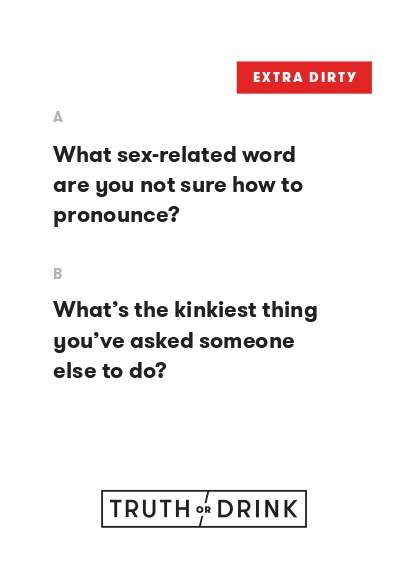 EXTRA DIRTY
A
What sex-related word
are you not sure how to
pronounce?
B
What’s the kinkiest thing
you’ve asked someone
else to do?
TRUTH OR DRINK